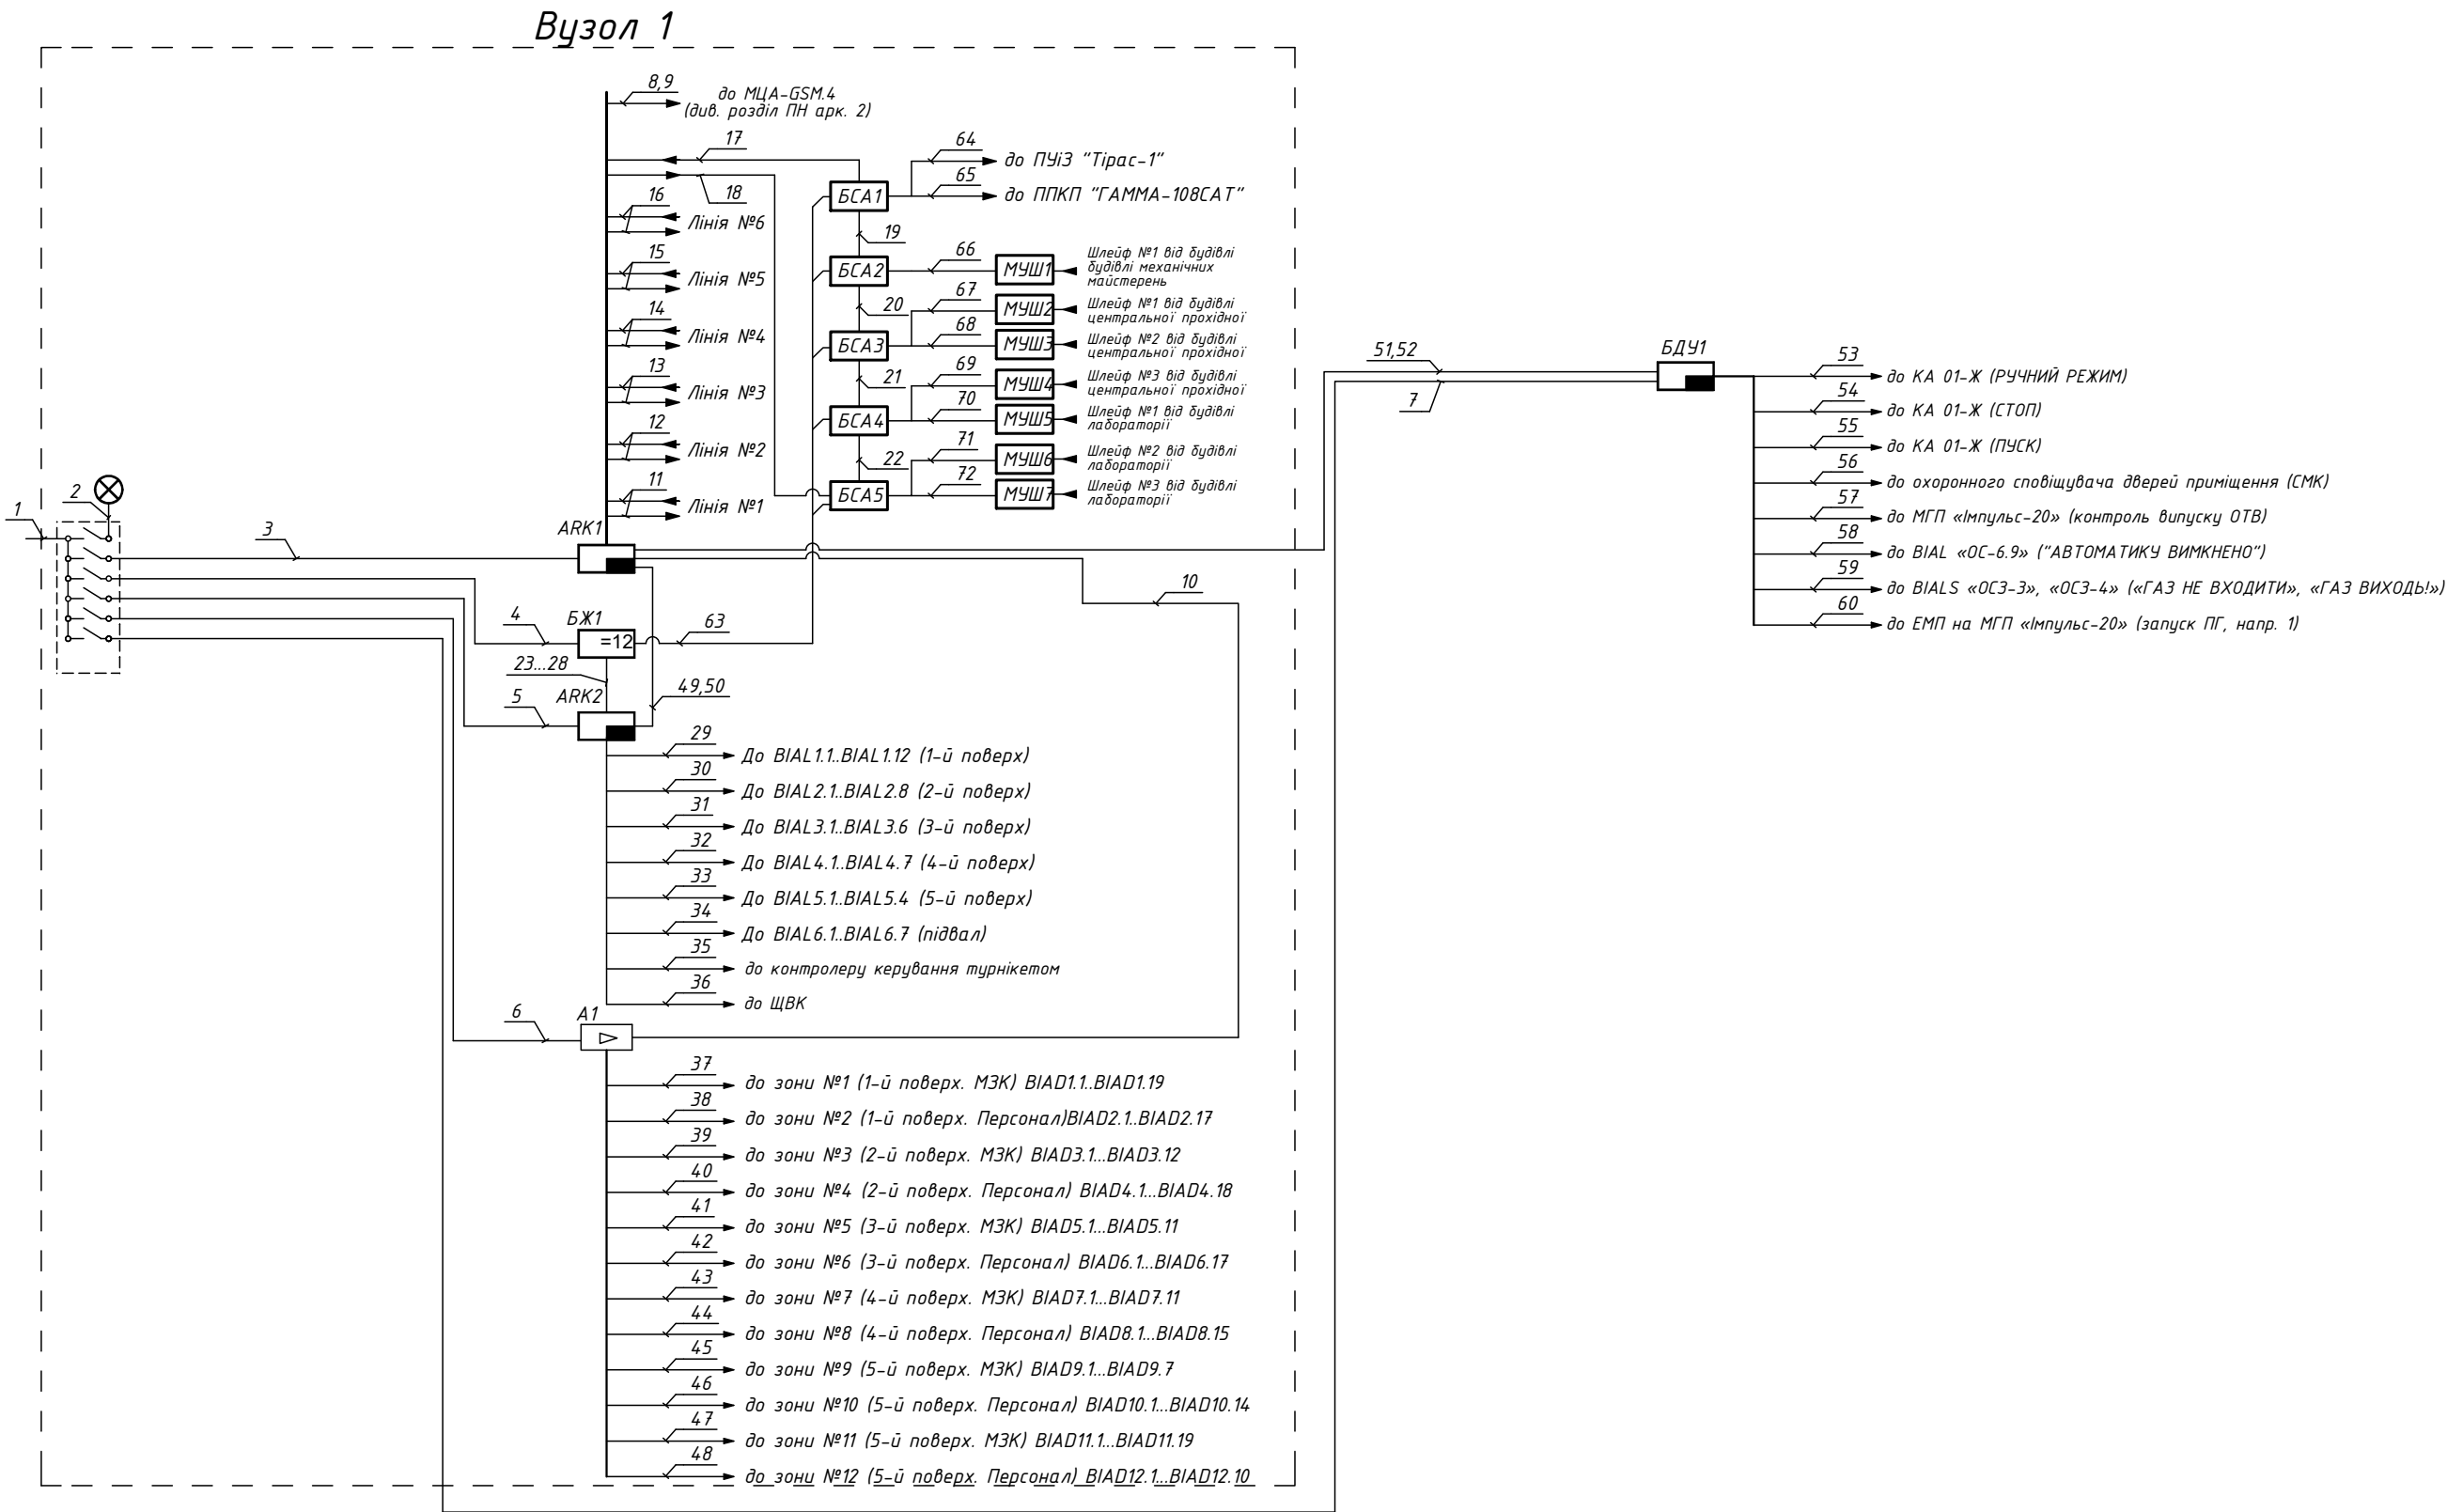 Вузол 1
8,9
до МЦА-GSM.4
(див. розділ ПН арк. 2)
17
18
16
Лінія №6
15
Лінія №5
14
Лінія №4
13
Лінія №3
12
Лінія №2
11
Лінія №1
64
до ПУіЗ "Тірас-1"
65
до ППКП "ГАММА-108САТ"
БСА1
19
БСА2
66
МУШ1
Шлейф №1 від будівлі
будівлі механічних
майстерень
20
67
МУШ2
Шлейф №1 від будівлі
центральної прохідної
БСА3
68
МУШ3
Шлейф №2 від будівлі
центральної прохідної
21
69
МУШ4
Шлейф №3 від будівлі
центральної прохідної
БСА4
70
МУШ5
Шлейф №1 від будівлі
лабораторії
22
71
МУШ6
Шлейф №2 від будівлі
лабораторії
БСА5
72
МУШ7
Шлейф №3 від будівлі
лабораторії
1
2
3
ARK1
10
4
БЖ1
=12
63
23...28
49,50
5
ARK2
29
До BIAL1.1..BIAL1.12 (1-й поверх)
30
До BIAL2.1..BIAL2.8 (2-й поверх)
31
До BIAL3.1..BIAL3.6 (3-й поверх)
32
До BIAL4.1..BIAL4.7 (4-й поверх)
33
До BIAL5.1..BIAL5.4 (5-й поверх)
34
До BIAL6.1..BIAL6.7 (підвал)
35
до контролеру керування турнікетом
36
до ЩВК
6
A1
37
до зони №1 (1-й поверх. МЗК) BIAD1.1..BIAD1.19
38
до зони №2 (1-й поверх. Персонал)BIAD2.1..BIAD2.17
39
до зони №3 (2-й поверх. МЗК) BIAD3.1...BIAD3.12
40
до зони №4 (2-й поверх. Персонал) BIAD4.1...BIAD4.18
41
до зони №5 (3-й поверх. МЗК) BIAD5.1...BIAD5.11
42
до зони №6 (3-й поверх. Персонал) BIAD6.1...BIAD6.17
43
до зони №7 (4-й поверх. МЗК) BIAD7.1...BIAD7.11
44
до зони №8 (4-й поверх. Персонал) BIAD8.1...BIAD8.15
45
до зони №9 (5-й поверх. МЗК) BIAD9.1...BIAD9.7
46
до зони №10 (5-й поверх. Персонал) BIAD10.1...BIAD10.14
47
до зони №11 (5-й поверх. МЗК) BIAD11.1...BIAD11.19
48
до зони №12 (5-й поверх. Персонал) BIAD12.1...BIAD12.10
51,52
7
БДУ1
53
до КА 01-Ж (РУЧНИЙ РЕЖИМ)
54
до КА 01-Ж (СТОП)
55
до КА 01-Ж (ПУСК)
56
до охоронного сповіщувача дверей приміщення (СМК)
57
до МГП «Імпульс-20» (контроль випуску ОТВ)
58
до BIAL «ОС-6.9» ("АВТОМАТИКУ ВИМКНЕНО")
59
до BIALS «ОСЗ-3», «ОСЗ-4» («ГАЗ НЕ ВХОДИТИ», «ГАЗ ВИХОДЬ!»)
60
до ЕМП на МГП «Імпульс-20» (запуск ПГ, напр. 1)